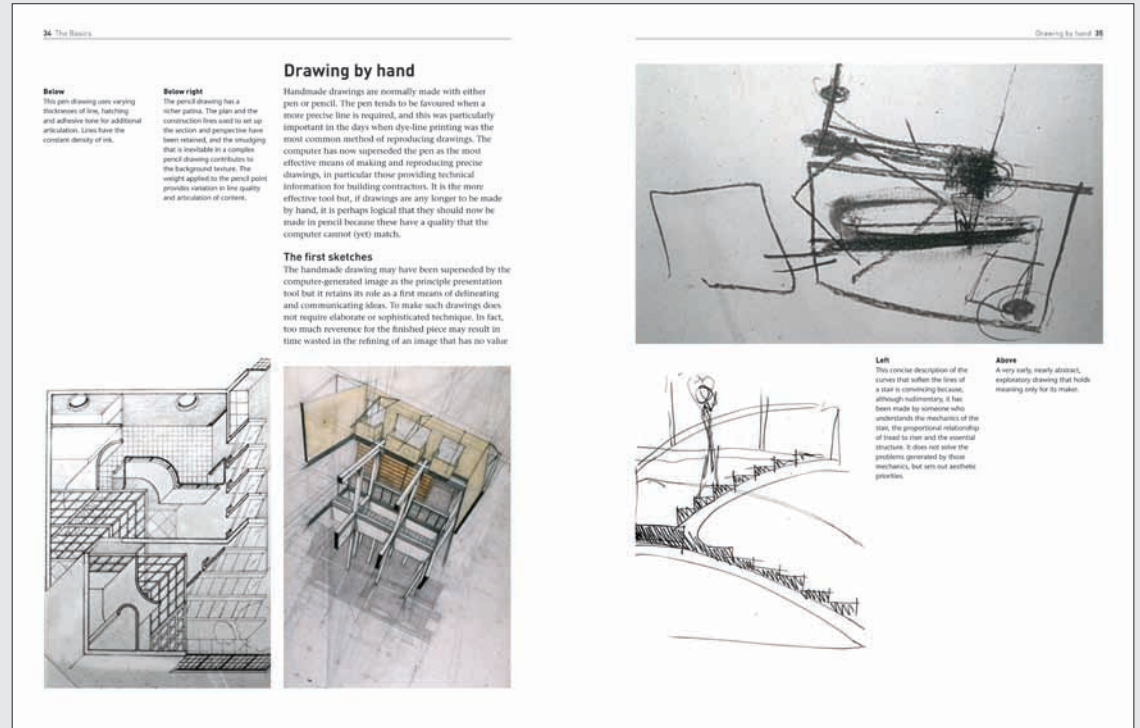 34 The Basics
Below
This pen drawing uses varying
thicknesses of line, hatching
and adhesive tone for additional
articulation. Lines have the
constant density of ink.
Below right
The pencil drawing has a
richer patina. The plan and the
construction lines used to set up
the section and perspective have
been retained, and the smudging
that is inevitable in a complex
pencil drawing contributes to
the background texture. The
weight applied to the pencil point
provides variation in line quality
and articulation of content.
Drawing by hand
Handmade drawings are normally made with either
pen or pencil. The pen tends to be favoured when a
more precise line is required, and this was particularly
important in the days when dye-line printing was the
most common method of reproducing drawings. The
computer has now superseded the pen as the most
effective means of making and reproducing precise
drawings, in particular those providing technical
information for building contractors. It is the more
effective tool but, if drawings are any longer to be made
by hand, it is perhaps logical that they should now be
made in pencil because these have a quality that the
computer cannot (yet) match.
The first sketches
The handmade drawing may have been superseded by the
computer-generated image as the principle presentation
tool but it retains its role as a first means of delineating
and communicating ideas. To make such drawings does
not require elaborate or sophisticated technique. In fact,
too much reverence for the finished piece may result in
time wasted in the refining of an image that has no value
Drawing by hand 35
Left
This concise description of the
curves that soften the lines of
a stair is convincing because,
although rudimentary, it has
been made by someone who
understands the mechanics of the
stair, the proportional relationship
of tread to riser and the essential
structure. It does not solve the
problems generated by those
mechanics, but sets out aesthetic
priorities.
Above
A very early, nearly abstract,
exploratory drawing that holds
meaning only for its maker.